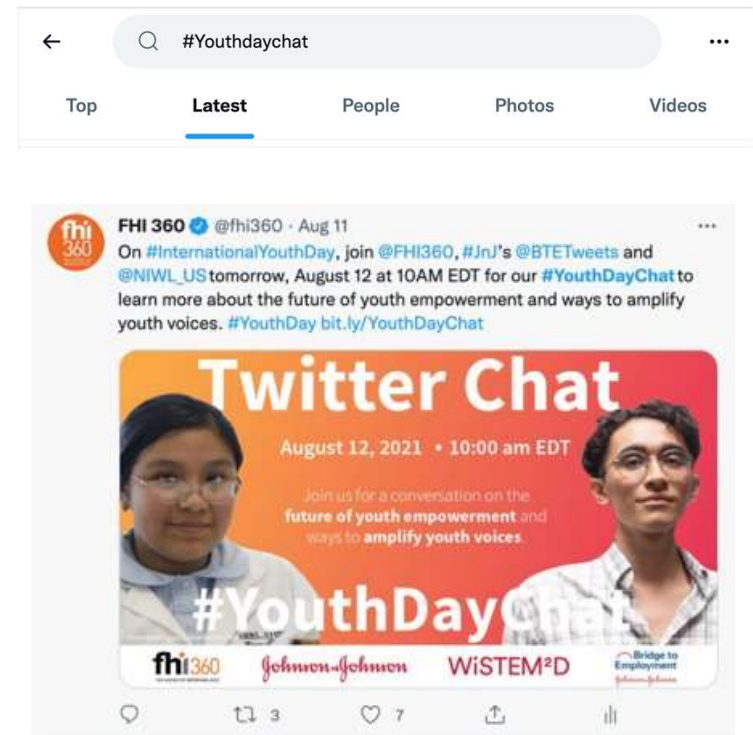 #Youthdaychat
Top Latest People Photos Videos
FHI 360 @fhi360 · Aug 11
On #InternationalYouthDay, join @FHI360, #JnJ's @BTETweets and
@NIWL_US tomorrow, August 12 at 10AM EDT for our #YouthDayChat to
learn more about the future of youth empowerment and ways to amplify
youth voices. #YouthDay bit.ly/YouthDayChat
Twitter Chat
August 12, 2021 • 10:00 am EDT
Join us for a conversation on the
future of youth empowerment and
ways to amplify youth voices.
#YouthDayChat
fhi360 Johnson & Johnson WiSTEM²D Bridge to
Employment
Johnson & Johnson
3 7
fhi
360